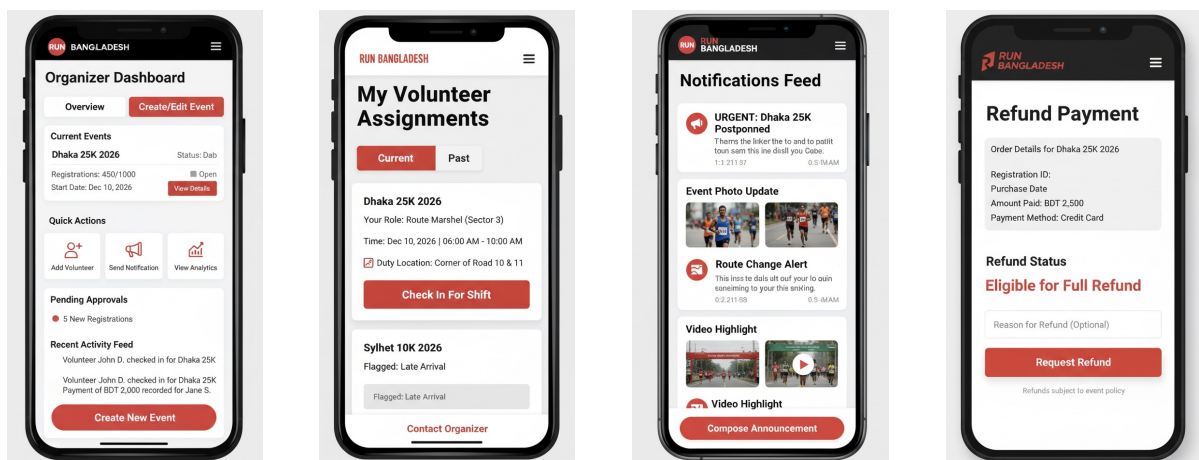 RUN BANGLADESH
Organizer Dashboard
Overview
Create/Edit Event
Current Events
Dhaka 25K 2026
Status: Dab
Registrations: 450/1000
Open
Start Date: Dec 10, 2026
View Details
Quick Actions
Add Volunteer
Send Notification
View Analytics
Pending Approvals
5 New Registrations
Recent Activity Feed
Volunteer John D. checked in for Dhaka 25K
Volunteer John D. checked in for Dhaka 25K
Payment of BDT 2,000 recorded for Jane S.
Create New Event
RUN BANGLADESH
My Volunteer
Assignments
Current
Past
Dhaka 25K 2026
Your Role: Route Marshel (Sector 3)
Time: Dec 10, 2026 | 06:00 AM - 10:00 AM
Duty Location: Corner of Road 10 & 11
Check In For Shift
Sylhet 10K 2026
Flagged: Late Arrival
Flagged: Late Arrival
Contact Organizer
RUN
RUN
BANGLADESH
Notifications Feed
URGENT: Dhaka 25K
Postponned
Event Photo Update
Route Change Alert
Video Highlight
Video Highlight
Compose Announcement
RUN
BANGLADESH
Refund Payment
Order Details for Dhaka 25K 2026
Registration ID:
Purchase Date
Amount Paid: BDT 2,500
Payment Method: Credit Card
Refund Status
Eligible for Full Refund
Reason for Refund (Optional)
Request Refund
Refunds subject to event policy